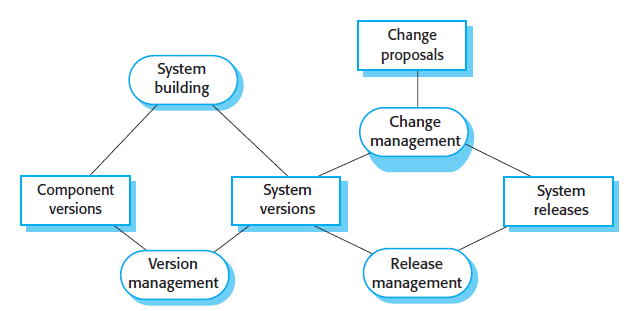 Change
proposals
System
building
Change
management
Component
versions
System
versions
System
releases
Version
management
Release
management